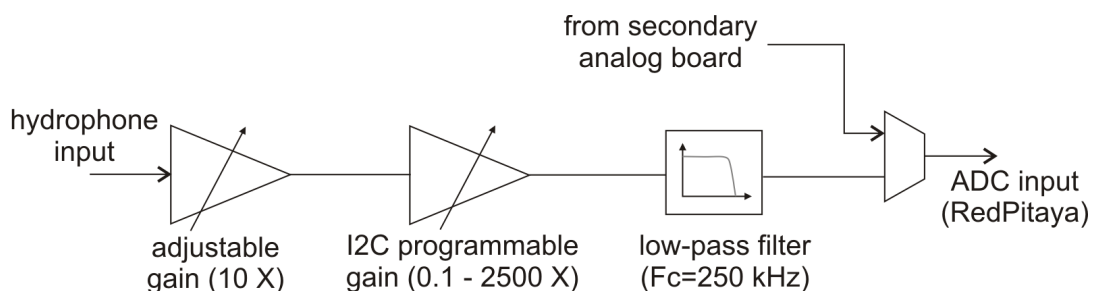 from secondary
analog board
hydrophone
input
adjustable
gain (10 X)
I2C programmable
gain (0.1 - 2500 X)
low-pass filter
(Fc=250 kHz)
ADC input
(RedPitaya)